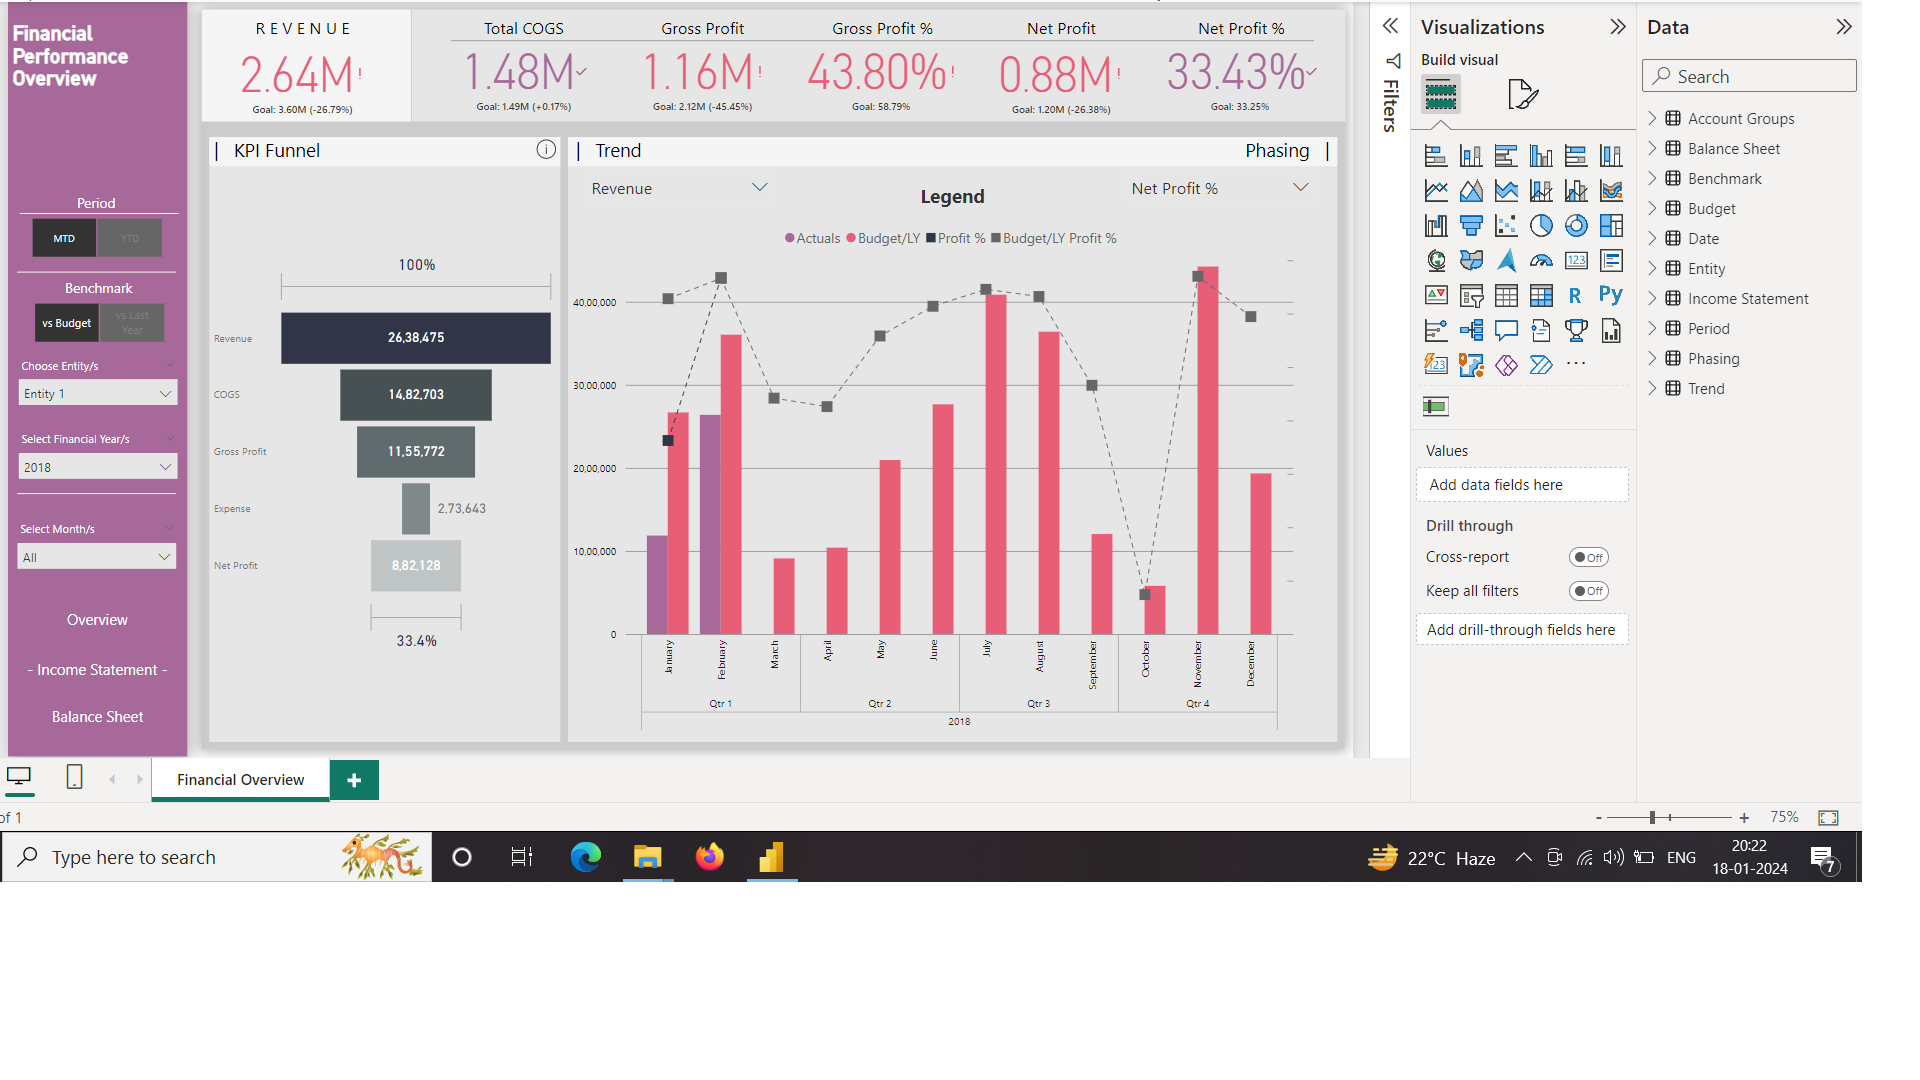 Financial
Performance
Overview
Period
MTD
YTD
Benchmark
vs Budget
vs Last
Year
Choose Entity/s
Entity 1
Select Financial Year/s
2018
Select Month/s
All
Overview
- Income Statement -
Balance Sheet
REVENUE
2.64M!
Goal: 3.60M (-26.79%)
Total COGS
1.48M
Goal: 1.49M (+0.17%)
Gross Profit
1.16M!
Goal: 2.12M (-45.45%)
Gross Profit %
43.80%!
Goal: 58.79%
Net Profit
0.88M!
Goal: 1.20M (-26.38%)
Net Profit %
33.43%
Goal: 33.25%
| KPI Funnel
100%
Revenue 26,38,475
COGS 14,82,703
Gross Profit 11,55,772
Expense 2,73,643
Net Profit 8,82,128
33.4%
| Trend
Phasing |
Revenue
Legend
Net Profit %
Actuals Budget/LY Profit % Budget/LY Profit %
40,00,000
30,00,000
20,00,000
10,00,000
0
January February March April May June July August September October November December
Qtr 1 Qtr 2 Qtr 3 Qtr 4
2018
Filters
Visualizations
Build visual
123
R
Py
123
Values
Add data fields here
Drill through
Cross-report Off
Keep all filters Off
Add drill-through fields here
Data
Search
Account Groups
Balance Sheet
Benchmark
Budget
Date
Entity
Income Statement
Period
Phasing
Trend
Financial Overview
+
of 1
- + 75%
Type here to search
22°C Haze
ENG
20:22
18-01-2024
7